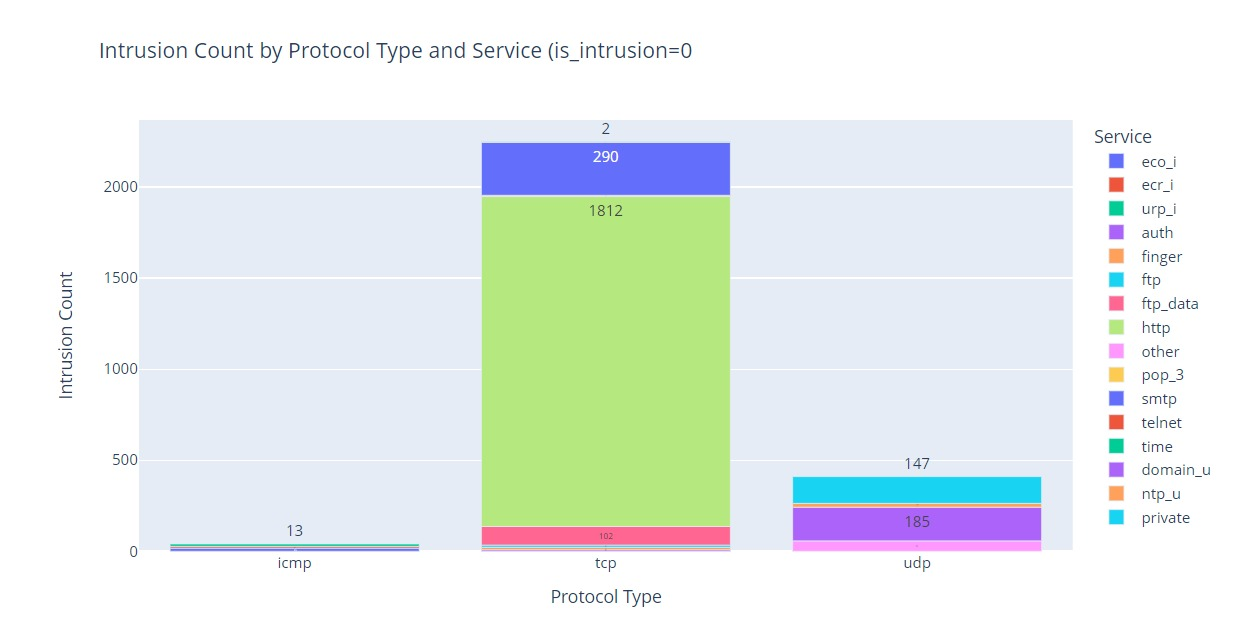 Intrusion Count by Protocol Type and Service (is_intrusion=0
2
290
1812
102
13
147
185
2000
1500
1000
500
0
Intrusion Count
icmp
tcp
udp
Protocol Type
Service
eco_i
ecr_i
urp_i
auth
finger
ftp
ftp_data
http
other
pop_3
smtp
telnet
time
domain_u
ntp_u
private